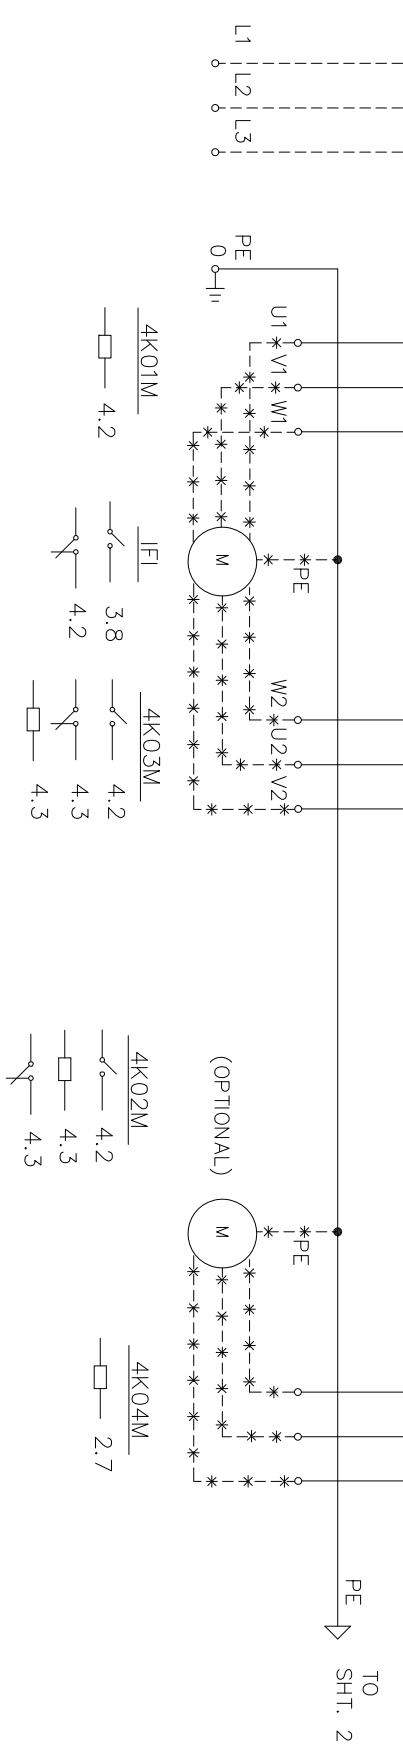 L1
L2
L3
PE
0
U1
V1
W1
4K01M
4.2
M
PE
IFI
3.8
4.2
W2
U2
V2
4K03M
4.2
4.3
4.3
(OPTIONAL)
4K02M
4.2
4.3
4.3
M
PE
4K04M
2.7
PE
TO
SHT. 2